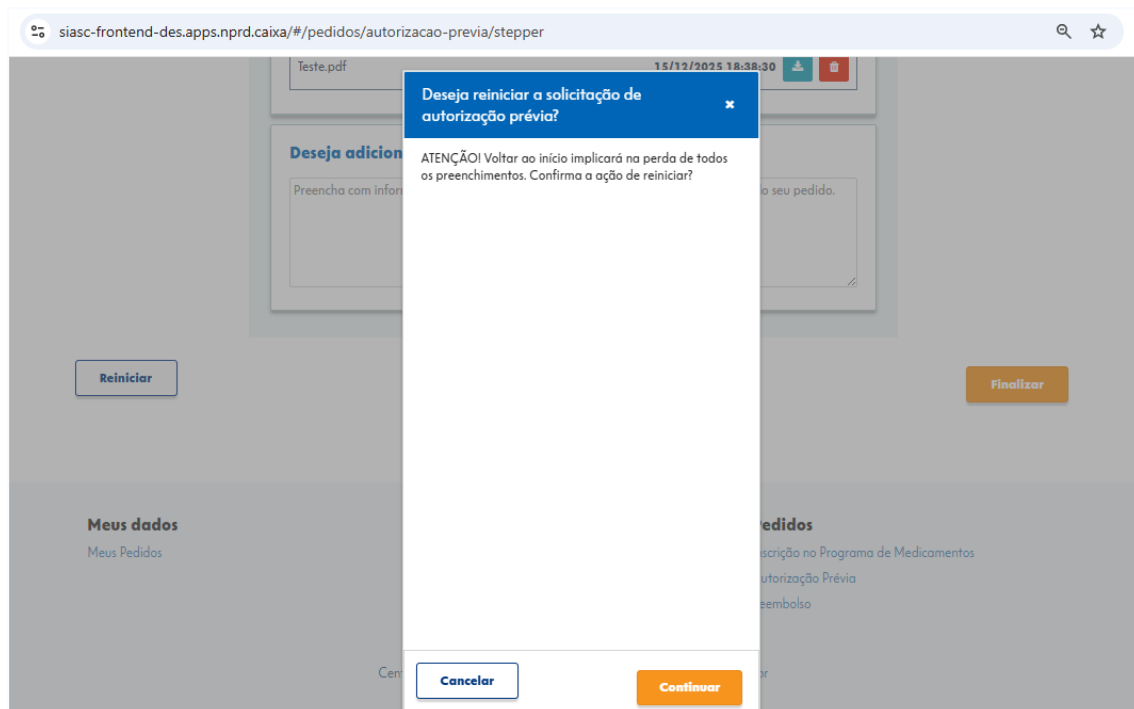 siasc-frontend-des.apps.nprd.caixa/#/pedidos/autorizacao-previa/stepper
Teste.pdf
15/12/2025 18:38:30
Deseja reiniciar a solicitação de
autorização prévia?
ATENÇÃO! Voltar ao início implicará na perda de todos
os preenchimentos. Confirma a ação de reiniciar?
Deseja adicion
Preencha com infor
o seu pedido.
Reiniciar
Finalizar
Meus dados
Meus Pedidos
edidos
scrição no Programa de Medicamentos
utorização Prévia
eembolso
Cen
Cancelar
Continuar